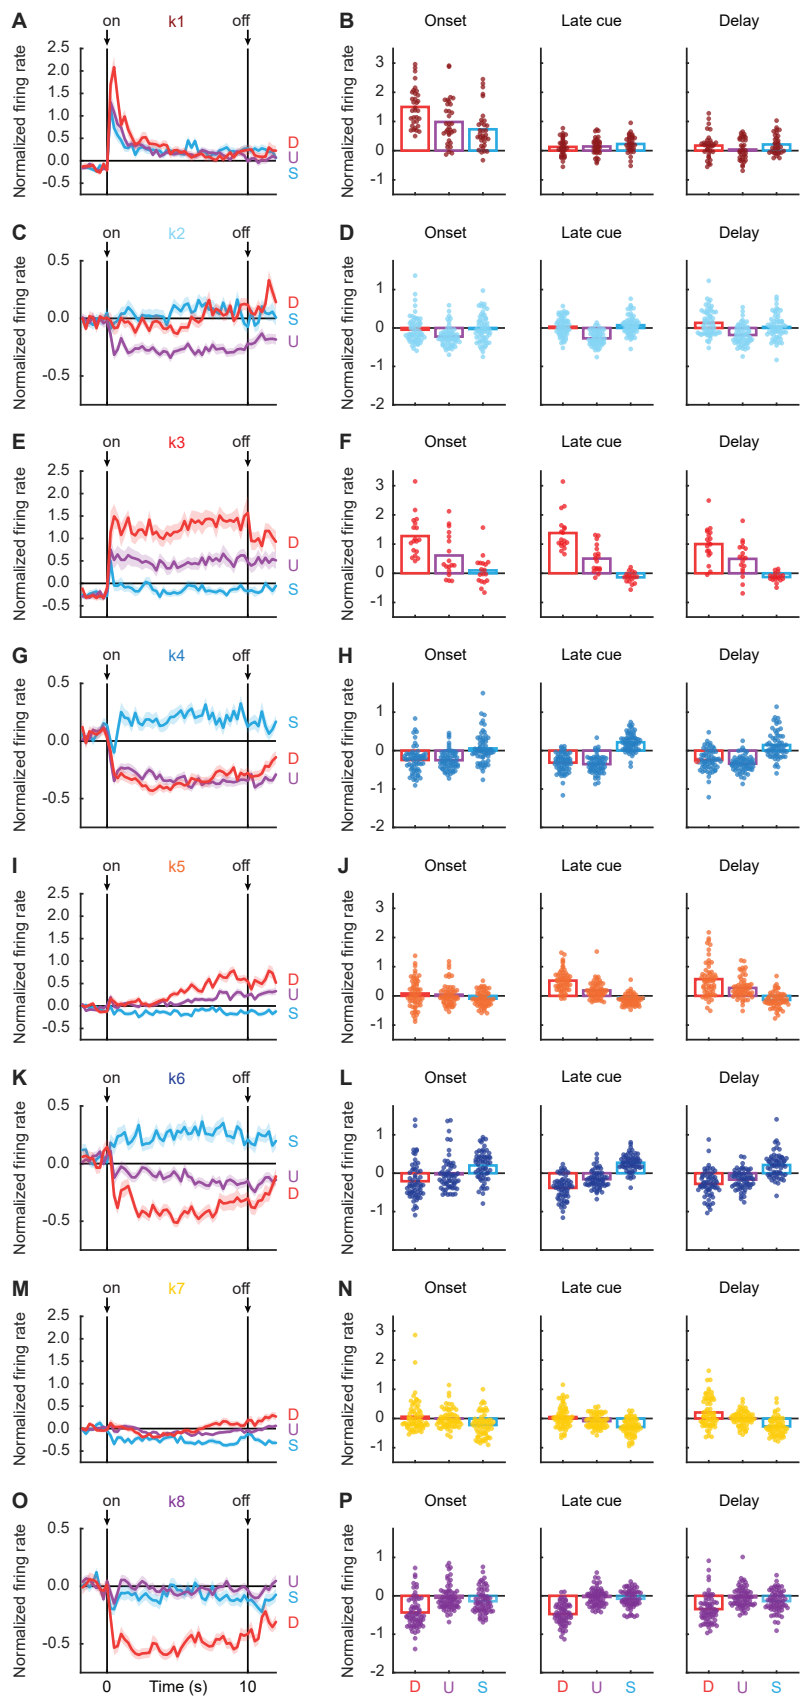 A on k1 off B Onset Late cue Delay
Normalized firing rate
2.5
2.0
1.5
1.0
0.5
0.0
-0.5
D
U
S
Normalized firing rate
3
2
1
0
-1
C on k2 off D Onset Late cue Delay
Normalized firing rate
0.5
0.0
-0.5
D
S
U
Normalized firing rate
1
0
-1
-2
E on k3 off F Onset Late cue Delay
Normalized firing rate
2.5
2.0
1.5
1.0
0.5
0.0
-0.5
D
U
S
Normalized firing rate
3
2
1
0
-1
G on k4 off H Onset Late cue Delay
Normalized firing rate
0.5
0.0
-0.5
S
D
U
Normalized firing rate
1
0
-1
-2
I on k5 off J Onset Late cue Delay
Normalized firing rate
2.5
2.0
1.5
1.0
0.5
0.0
-0.5
D
U
S
Normalized firing rate
3
2
1
0
-1
K on k6 off L Onset Late cue Delay
Normalized firing rate
0.5
0.0
-0.5
S
U
D
Normalized firing rate
1
0
-1
M on k7 off N Onset Late cue Delay
Normalized firing rate
2.5
2.0
1.5
1.0
0.5
0.0
-0.5
D
U
S
Normalized firing rate
3
2
1
0
-1
O on k8 off P Onset Late cue Delay
Normalized firing rate
0.5
0.0
-0.5
U
S
D
0 Time (s) 10
Normalized firing rate
1
0
-1
-2
D U S D U S D U S